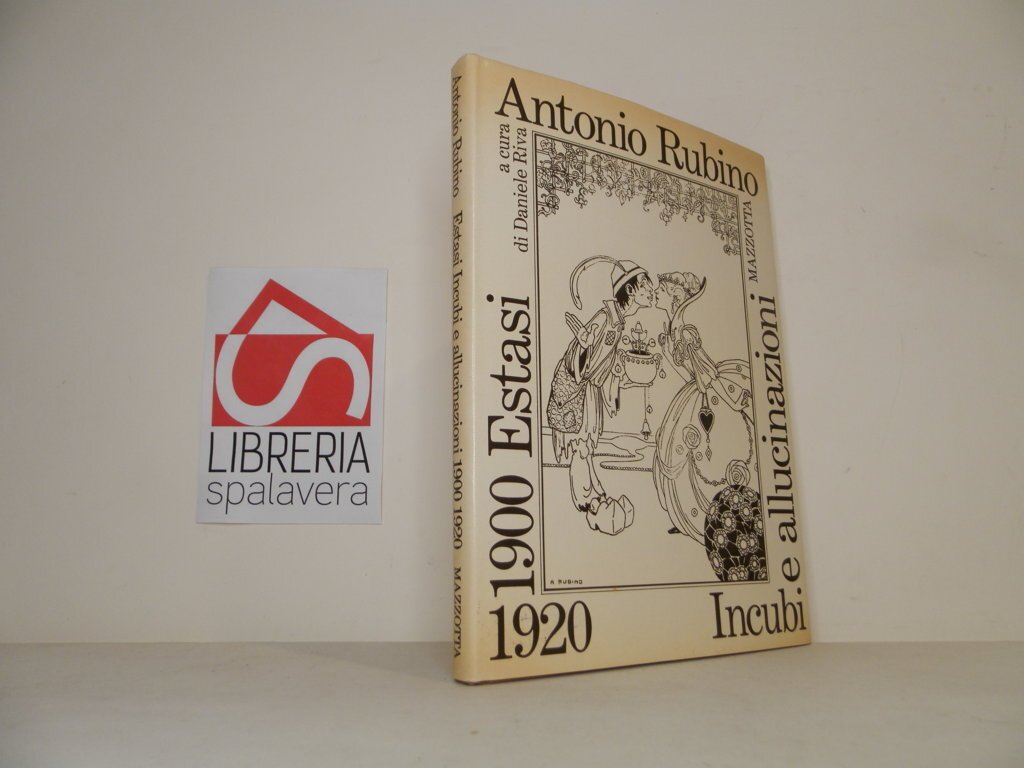 LIBRERIA
spalavera
Antonio Rubino Estasi Incubi e allucinazioni 1900 1920 MAZZOTTA
Antonio Rubino
a cura
di Daniele Riva
MAZZOTTA
1900 Estasi
e allucinazioni
1920
Incubi
A RUBINO